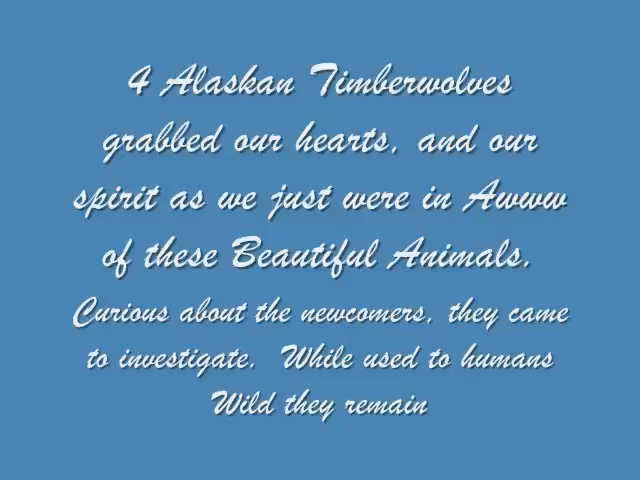 4 Alaskan Timberwolves
grabbed our hearts, and our
spirit as we just were in Awww
of these Beautiful Animals.
Curious about the newcomers, they came
to investigate. While used to humans
Wild they remain